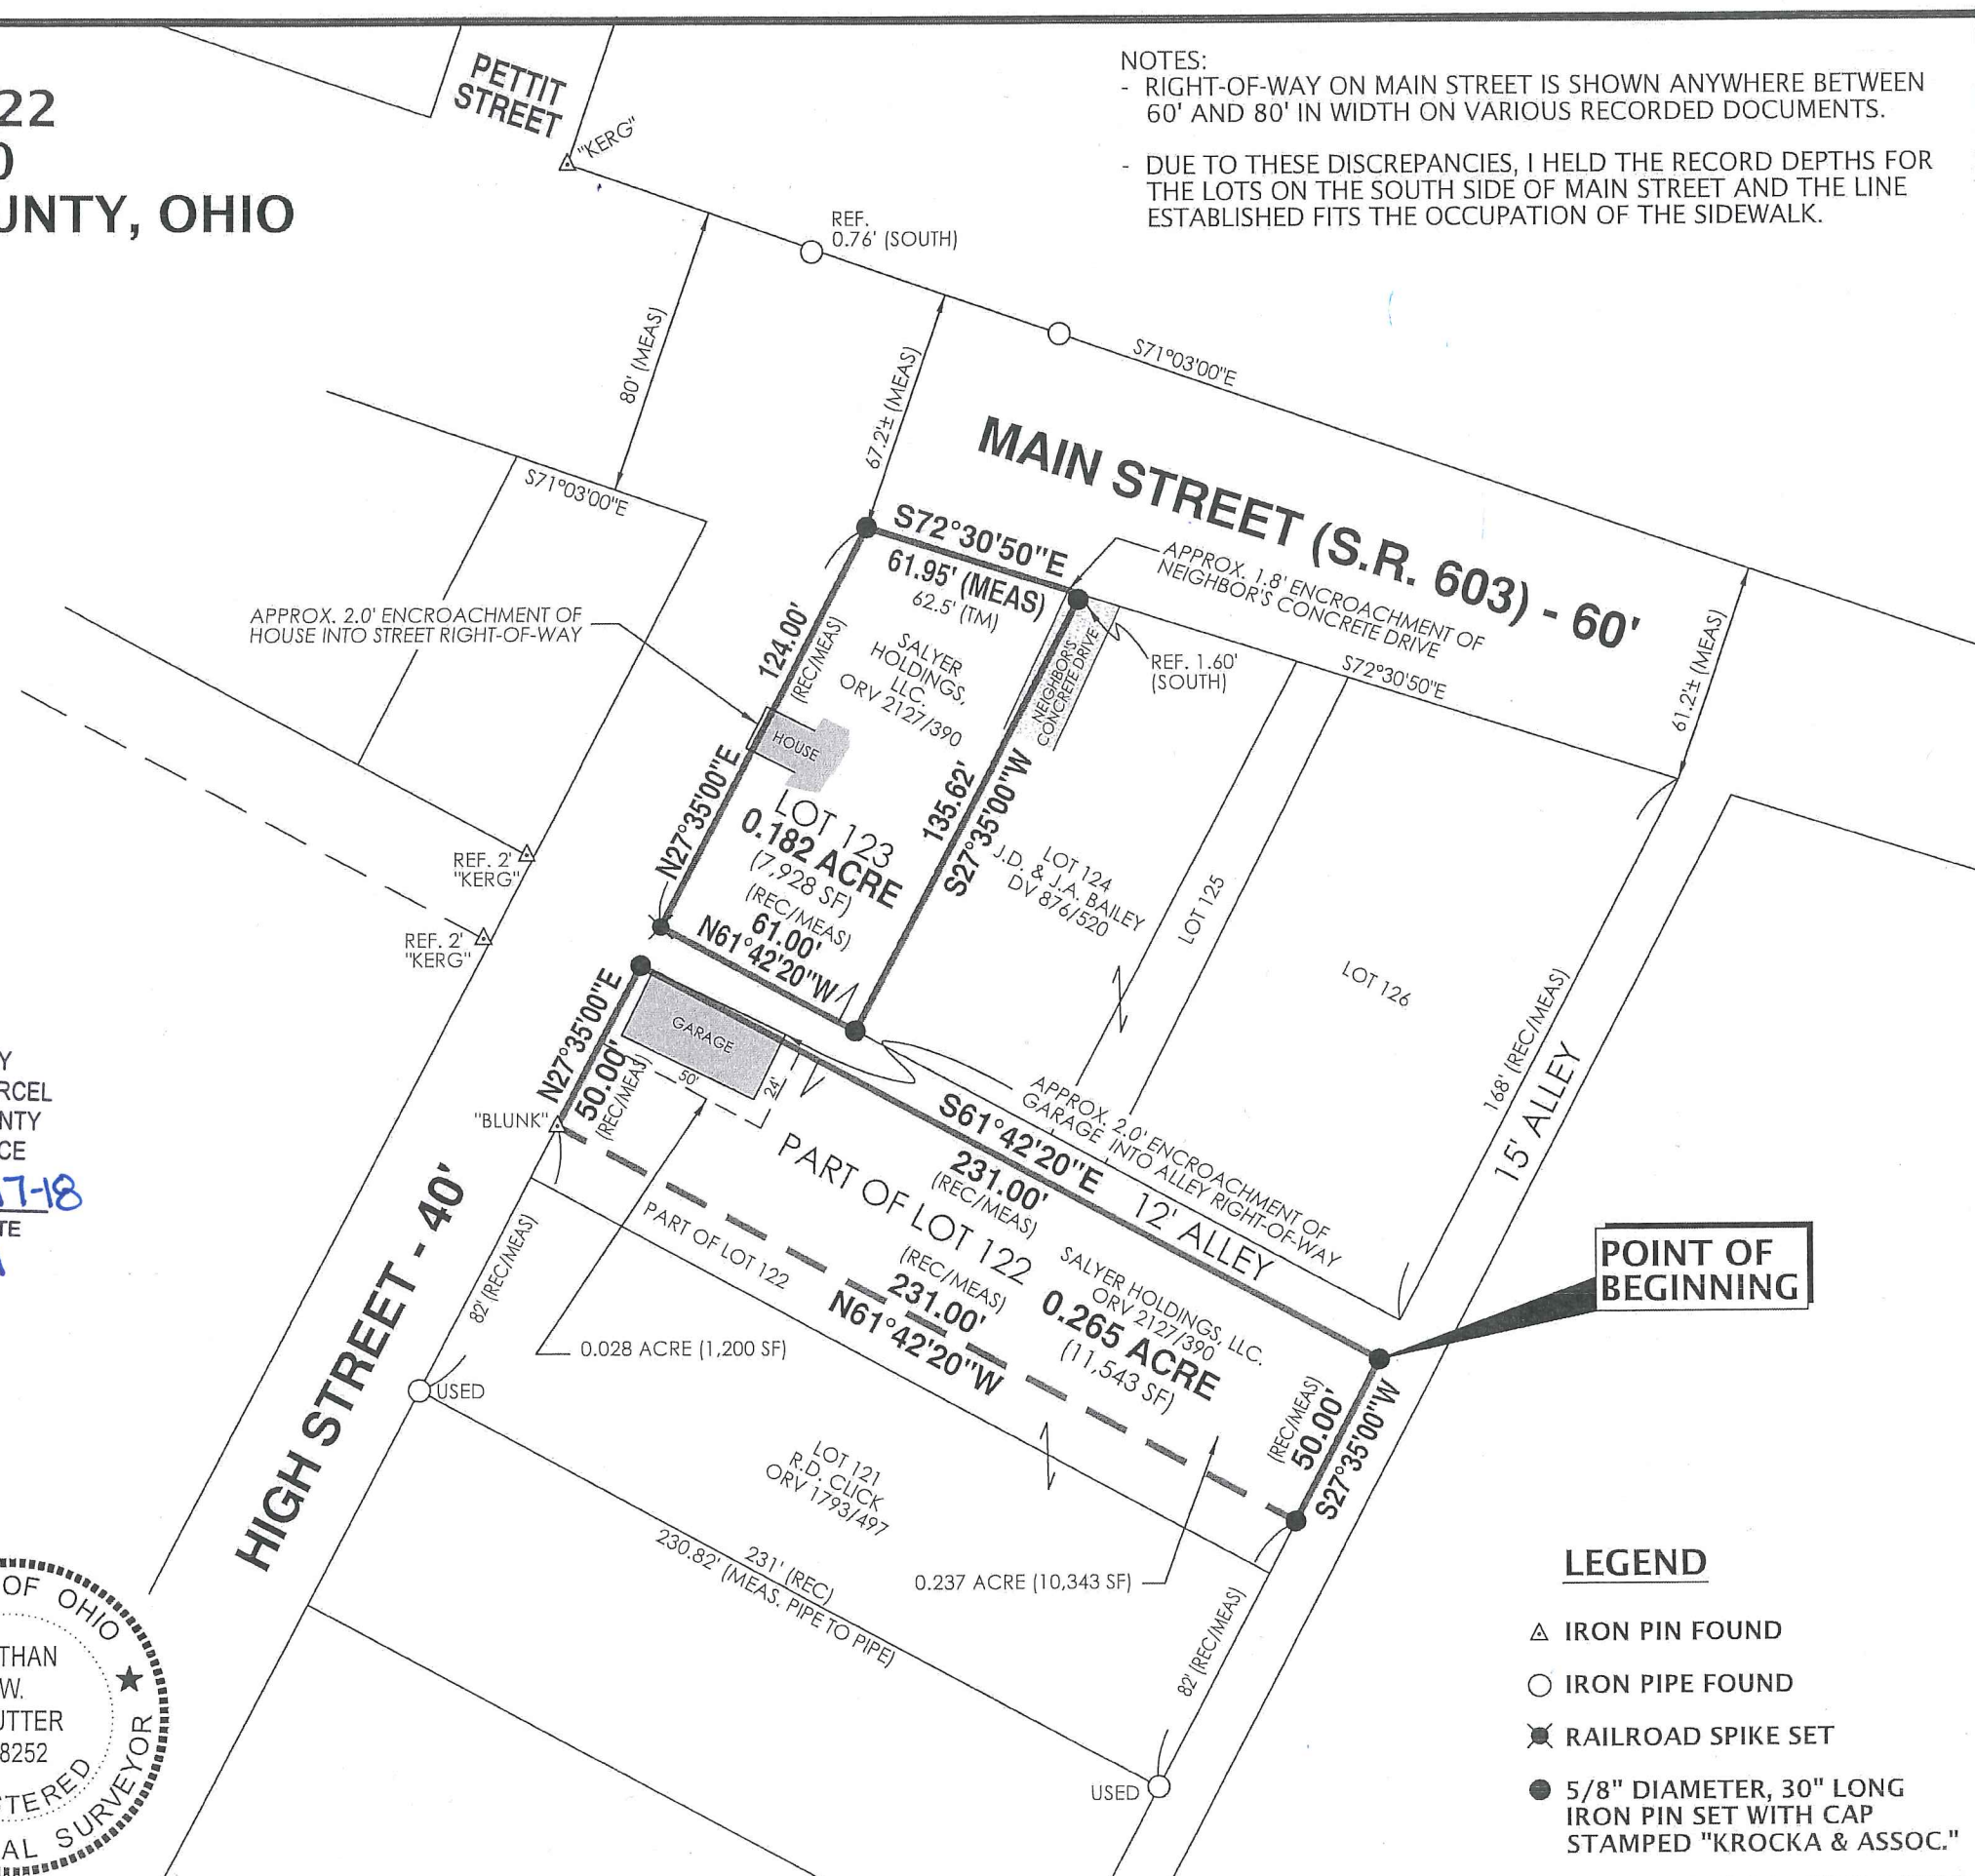 22
0
UNTY, OHIO
PETTIT
STREET
"KERG"
NOTES:
- RIGHT-OF-WAY ON MAIN STREET IS SHOWN ANYWHERE BETWEEN
60' AND 80' IN WIDTH ON VARIOUS RECORDED DOCUMENTS.
- DUE TO THESE DISCREPANCIES, I HELD THE RECORD DEPTHS FOR
THE LOTS ON THE SOUTH SIDE OF MAIN STREET AND THE LINE
ESTABLISHED FITS THE OCCUPATION OF THE SIDEWALK.
REF.
0.76' (SOUTH)
80' (MEAS)
67.2'± (MEAS)
S71°03'00"E
S71°03'00"E
MAIN STREET (S.R. 603) - 60'
S72°30'50"E
61.95' (MEAS)
62.5' (TM)
APPROX. 1.8' ENCROACHMENT OF
NEIGHBOR'S CONCRETE DRIVE
APPROX. 2.0' ENCROACHMENT OF
HOUSE INTO STREET RIGHT-OF-WAY
124.00'
(REC/MEAS)
N27°35'00"E
SALYER
HOLDINGS,
LLC.
ORV 2127/390
NEIGHBOR'S
CONCRETE DRIVE
REF. 1.60'
(SOUTH)
S72°30'50"E
61.2'± (MEAS)
HOUSE
135.62'
S27°35'00"W
LOT 123
0.182 ACRE
(7,928 SF)
(REC/MEAS)
61.00'
N61°42'20"W
LOT 124
J.D. & J.A. BAILEY
DV 876/520
LOT 125
LOT 126
REF. 2'
"KERG"
REF. 2'
"KERG"
168' (REC/MEAS)
15' ALLEY
N27°35'00"E
50.00'
(REC/MEAS)
GARAGE
50'
24'
"BLUNK"
APPROX. 2.0' ENCROACHMENT OF
GARAGE INTO ALLEY RIGHT-OF-WAY
S61°42'20"E
231.00'
(REC/MEAS)
12' ALLEY
PART OF LOT 122
PART OF LOT 122
(REC/MEAS)
231.00'
N61°42'20"W
SALYER HOLDINGS, LLC.
ORV 2127/390
0.265 ACRE
(11,543 SF)
POINT OF
BEGINNING
Y
RCEL
NTY
CE
17-18
TE
HIGH STREET - 40'
82' (REC/MEAS)
0.028 ACRE (1,200 SF)
USED
(REC/MEAS)
50.00'
S27°35'00"W
LOT 121
R.D. CLICK
ORV 1793/497
231' (REC)
230.82' (MEAS. PIPE TO PIPE)
0.237 ACRE (10,343 SF)
82' (REC/MEAS)
USED
OF OHIO
THAN
W.
UTTER
8252
TERED
AL SURVEYOR
LEGEND
IRON PIN FOUND
IRON PIPE FOUND
RAILROAD SPIKE SET
5/8" DIAMETER, 30" LONG
IRON PIN SET WITH CAP
STAMPED "KROCKA & ASSOC."